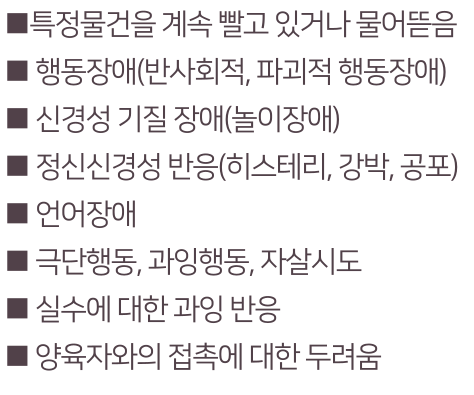 ■특정물건을 계속 빨고 있거나 물어뜯음
■ 행동장애(반사회적, 파괴적 행동장애)
■ 신경성 기질 장애(놀이장애)
■ 정신신경성 반응(히스테리, 강박, 공포)
■ 언어장애
■ 극단행동, 과잉행동, 자살시도
■ 실수에 대한 과잉 반응
■ 양육자와의 접촉에 대한 두려움